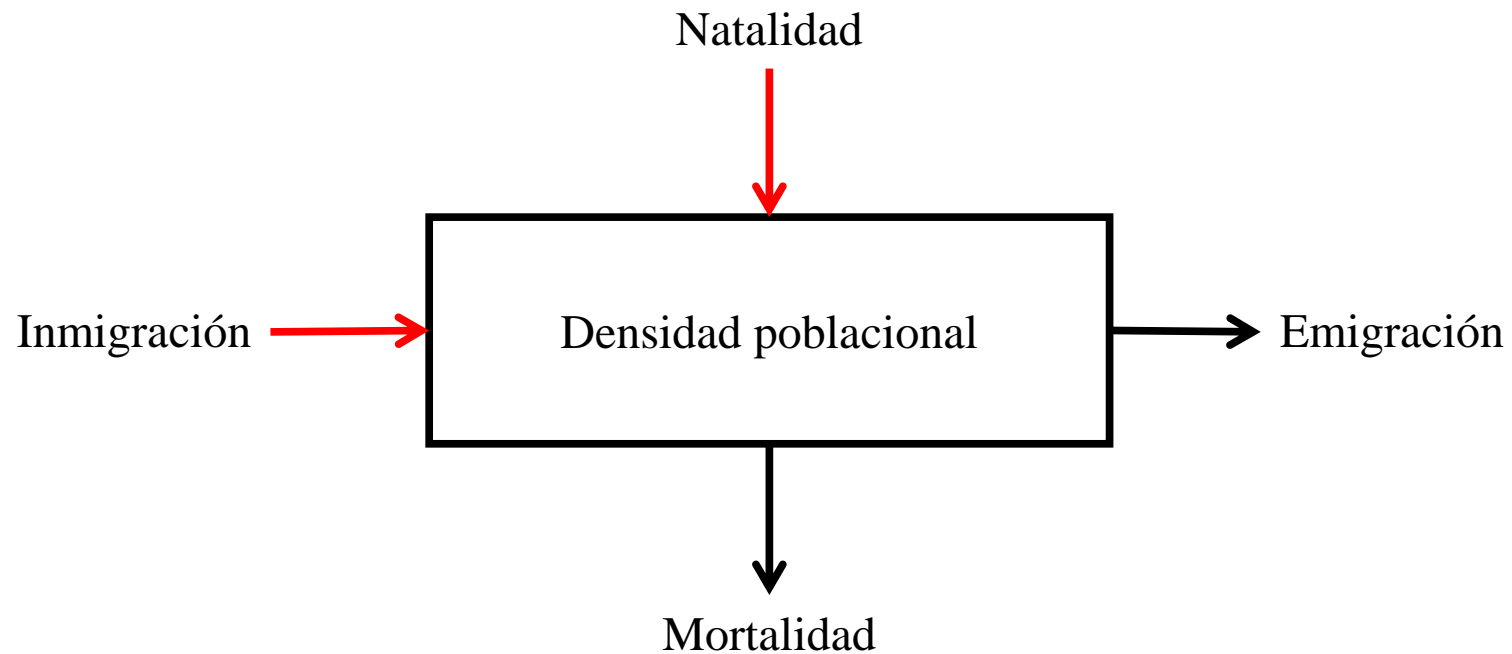 Natalidad
Inmigración
Densidad poblacional
Emigración
Mortalidad